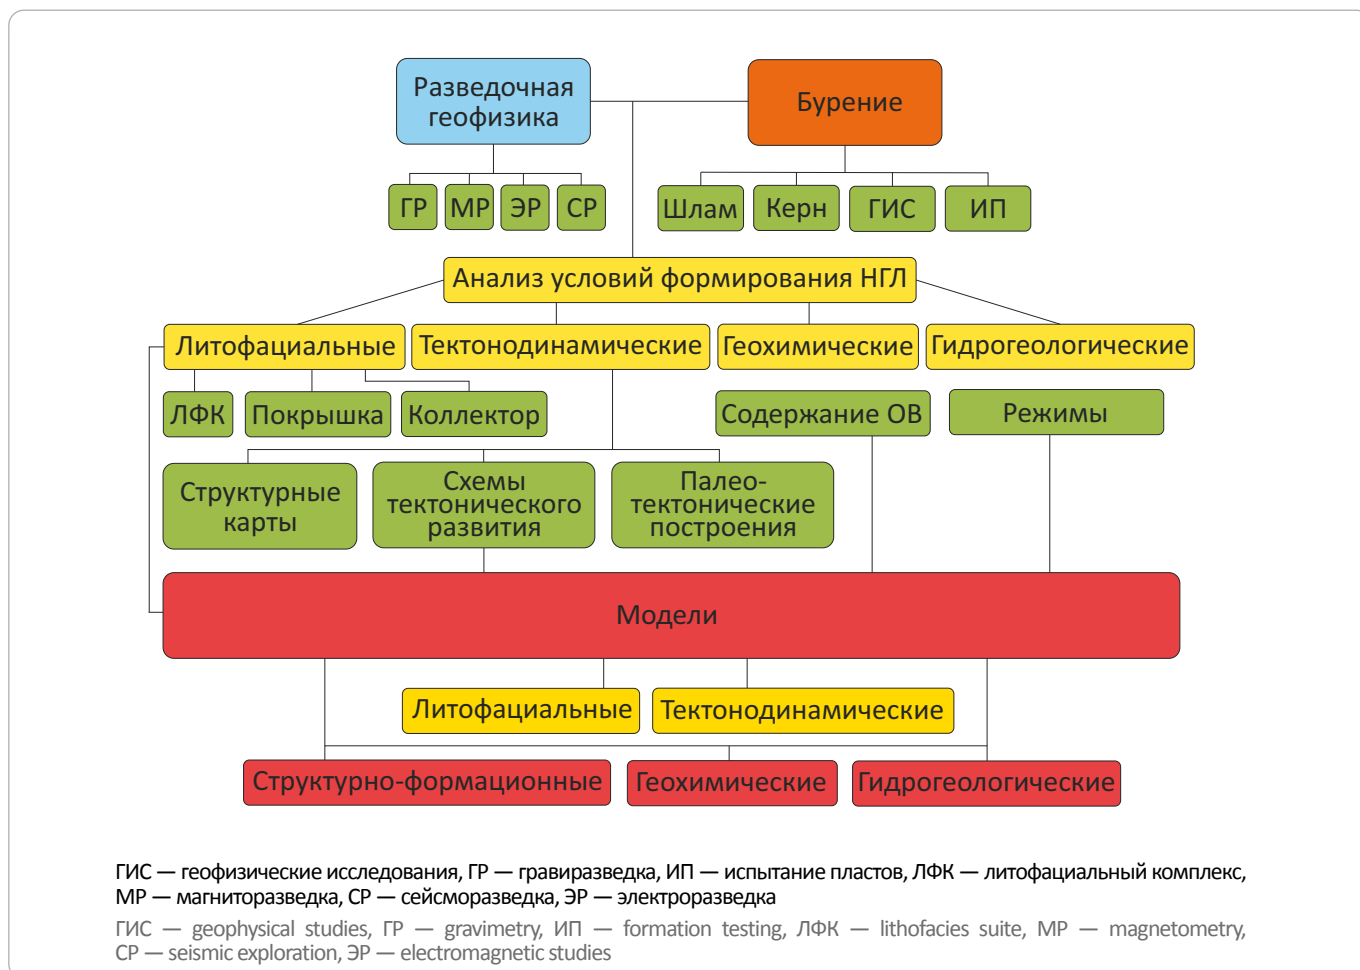 Разведочная
геофизика
Бурение
ГР
МР
ЭР
СР
Шлам
Керн
ГИС
ИП
Анализ условий формирования НГЛ
Литофациальные
Тектонодинамические
Геохимические
Гидрогеологические
ЛФК
Покрышка
Коллектор
Содержание ОВ
Режимы
Структурные
карты
Схемы
тектонического
развития
Палео-
тектонические
построения
Модели
Литофациальные
Тектонодинамические
Структурно-формационные
Геохимические
Гидрогеологические
ГИС — геофизические исследования, ГР — гравиразведка, ИП — испытание пластов, ЛФК — литофациальный комплекс,
МР — магниторазведка, СР — сейсморазведка, ЭР — электроразведка
ГИС — geophysical studies, ГР — gravimetry, ИП — formation testing, ЛФК — lithofacies suite, МР — magnetometry,
СР — seismic exploration, ЭР — electromagnetic studies